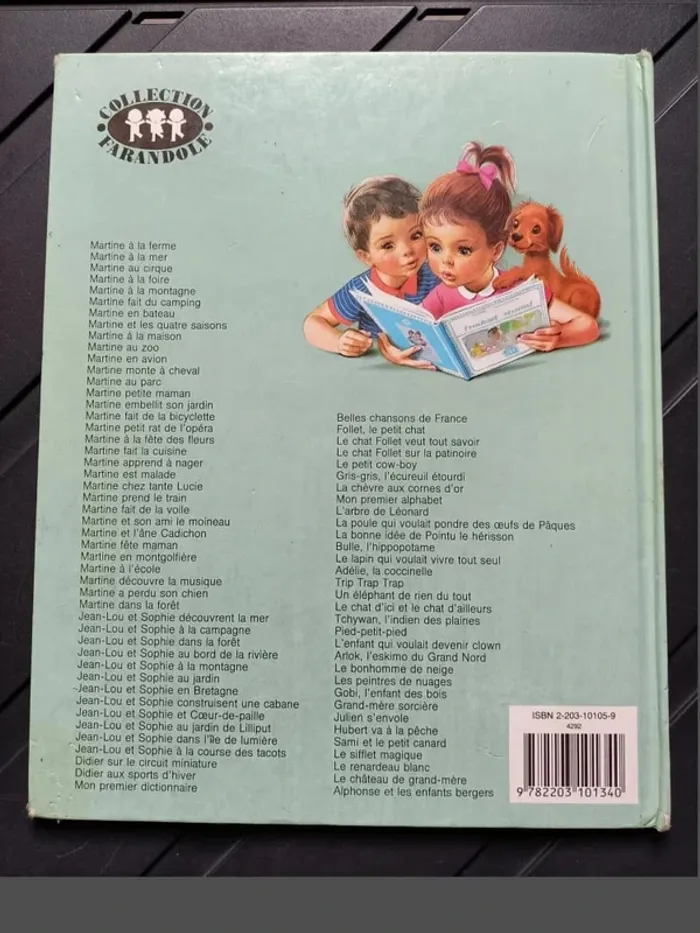 COLLECTION
FARANDOLE
Martine à la ferme
Martine à la mer
Martine au cirque
Martine à la foire
Martine à la montagne
Martine fait du camping
Martine en bateau
Martine et les quatre saisons
Martine à la maison
Martine au zoo
Martine en avion
Martine monte à cheval
Martine au parc
Martine petite maman
Martine embellit son jardin
Martine fait de la bicyclette
Martine petit rat de l'opéra
Martine à la fête des fleurs
Martine fait la cuisine
Martine apprend à nager
Martine est malade
Martine chez tante Lucie
Martine prend le train
Martine fait de la voile
Martine et son ami le moineau
Martine et l'âne Cadichon
Martine fête maman
Martine en montgolfière
Martine à l'école
Martine découvre la musique
Martine a perdu son chien
Martine dans la forêt
Jean-Lou et Sophie découvrent la mer
Jean-Lou et Sophie à la campagne
Jean-Lou et Sophie dans la forêt
Jean-Lou et Sophie au bord de la rivière
Jean-Lou et Sophie à la montagne
Jean-Lou et Sophie au jardin
Jean-Lou et Sophie en Bretagne
Jean-Lou et Sophie construisent une cabane
Jean-Lou et Sophie et Cœur-de-paille
Jean-Lou et Sophie au jardin de Lilliput
Jean-Lou et Sophie dans l'île de lumière
Jean-Lou et Sophie à la course des tacots
Didier sur le circuit miniature
Didier aux sports d'hiver
Mon premier dictionnaire
Belles chansons de France
Follet, le petit chat
Le chat Follet veut tout savoir
Le chat Follet sur la patinoire
Le petit cow-boy
Gris-gris, l'écureuil étourdi
La chèvre aux cornes d'or
Mon premier alphabet
L'arbre de Léonard
La poule qui voulait pondre des œufs de Pâques
La bonne idée de Pointu le hérisson
Bulle, l'hippopotame
Le lapin qui voulait vivre tout seul
Adélie, la coccinelle
Trip Trap Trap
Un éléphant de rien du tout
Le chat d'ici et le chat d'ailleurs
Tchywan, l'indien des plaines
Pied-petit-pied
L'enfant qui voulait devenir clown
Arlok, l'eskimo du Grand Nord
Le bonhomme de neige
Les peintres de nuages
Gobi, l'enfant des bois
Grand-mère sorcière
Julien s'envole
Hubert va à la pêche
Sami et le petit canard
Le sifflet magique
Le renardeau blanc
Le château de grand-mère
Alphonse et les enfants bergers
ISBN 2-203-10105-9
4292
9 782203 101340